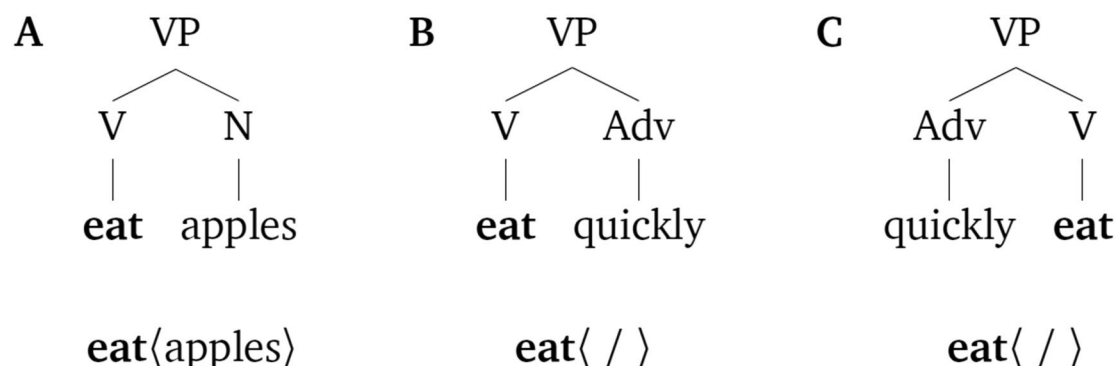 A VP B VP C VP
V N V Adv Adv V
eat apples eat quickly quickly eat
eat⟨apples⟩ eat⟨ / ⟩ eat⟨ / ⟩